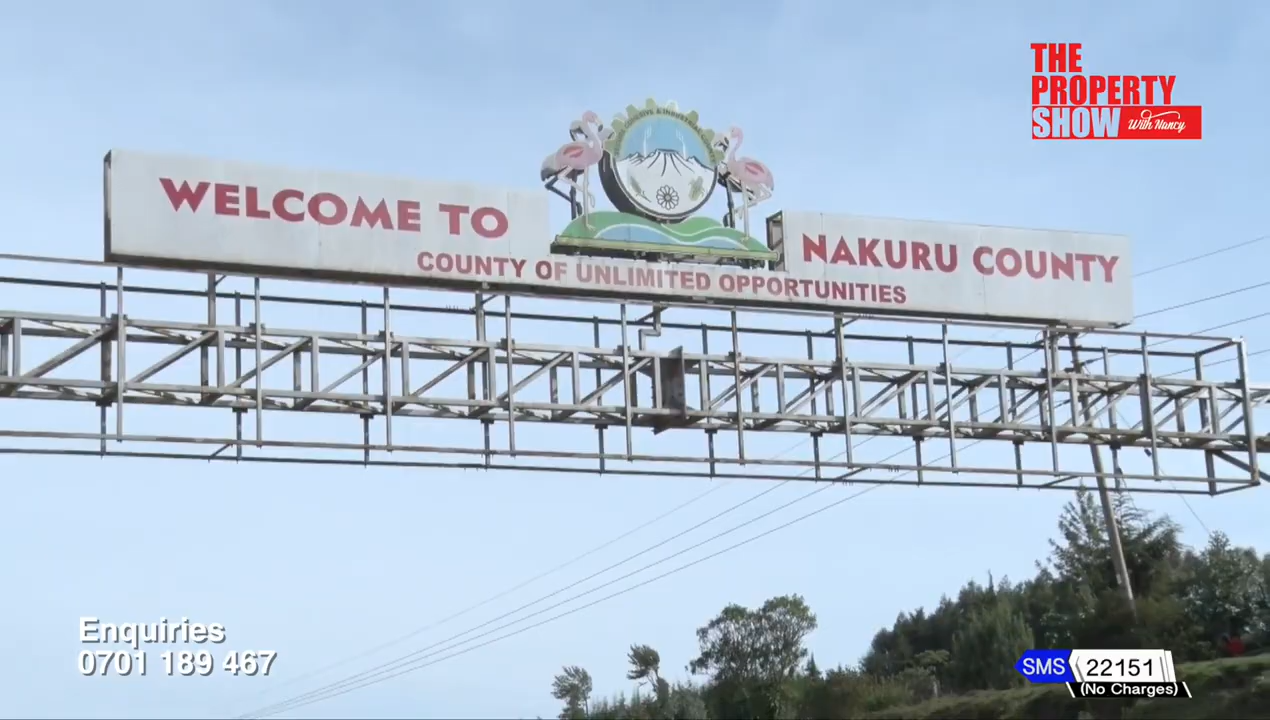 THE
PROPERTY
SHOW With Nancy
WELCOME TO
NAKURU COUNTY
COUNTY OF UNLIMITED OPPORTUNITIES
Enquiries
0701 189 467
SMS 22151
(No Charges)